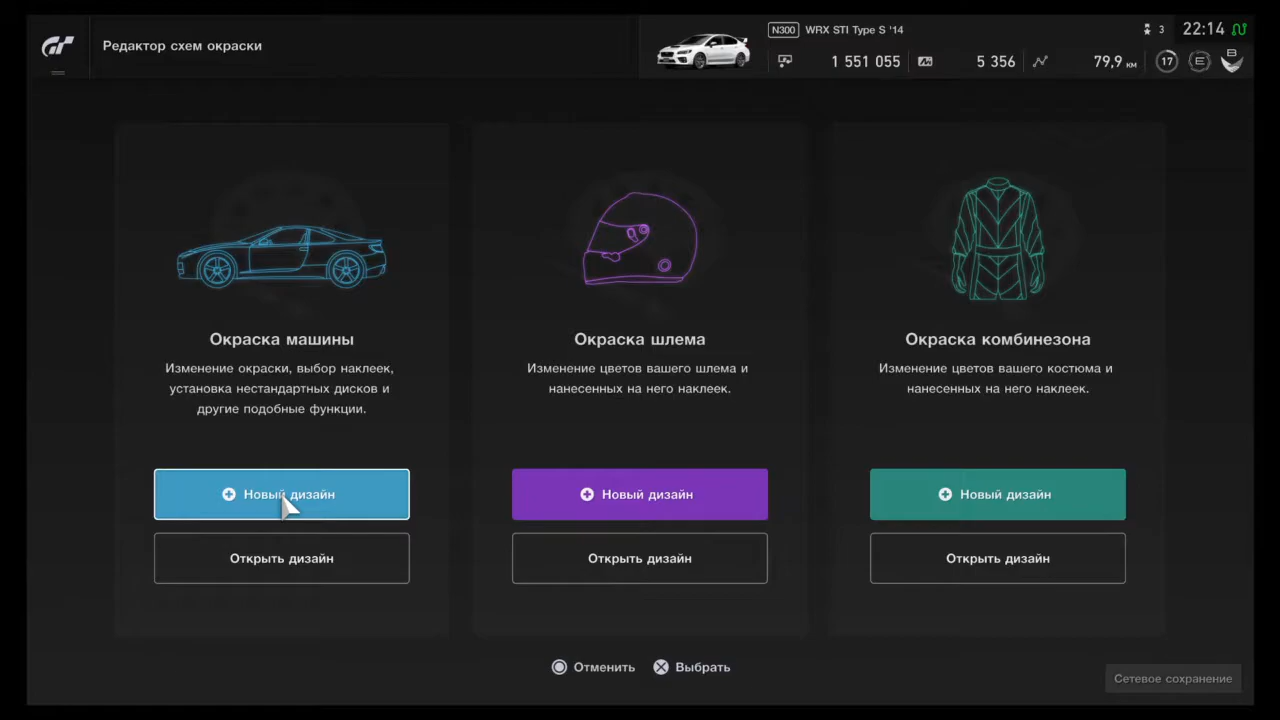 Редактор схем окраски
N300 WRX STI Type S '14
3
22:14
1 551 055
5 356
79,9 км
17
E
B
Окраска машины
Изменение окраски, выбор наклеек,
установка нестандартных дисков и
другие подобные функции.
Новый дизайн
Открыть дизайн
Окраска шлема
Изменение цветов вашего шлема и
нанесенных на него наклеек.
Новый дизайн
Открыть дизайн
Окраска комбинезона
Изменение цветов вашего костюма и
нанесенных на него наклеек.
Новый дизайн
Открыть дизайн
Отменить
Выбрать
Сетевое сохранение